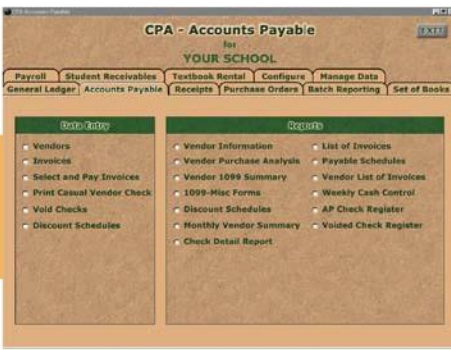 CPA Accounts Payable
CPA - Accounts Payable
for
YOUR SCHOOL
EXIT
Payroll Student Receivables Textbook Rental Configure Manage Data
General Ledger Accounts Payable Receipts Purchase Orders Batch Reporting Set of Books
Data Entry
Vendors
Invoices
Select and Pay Invoices
Print Casual Vendor Check
Void Checks
Discount Schedules
Reports
Vendor Information
Vendor Purchase Analysis
Vendor 1099 Summary
1099-Misc Forms
Discount Schedules
Monthly Vendor Summary
Check Detail Report
List of Invoices
Payable Schedules
Vendor List of Invoices
Weekly Cash Control
AP Check Register
Voided Check Register